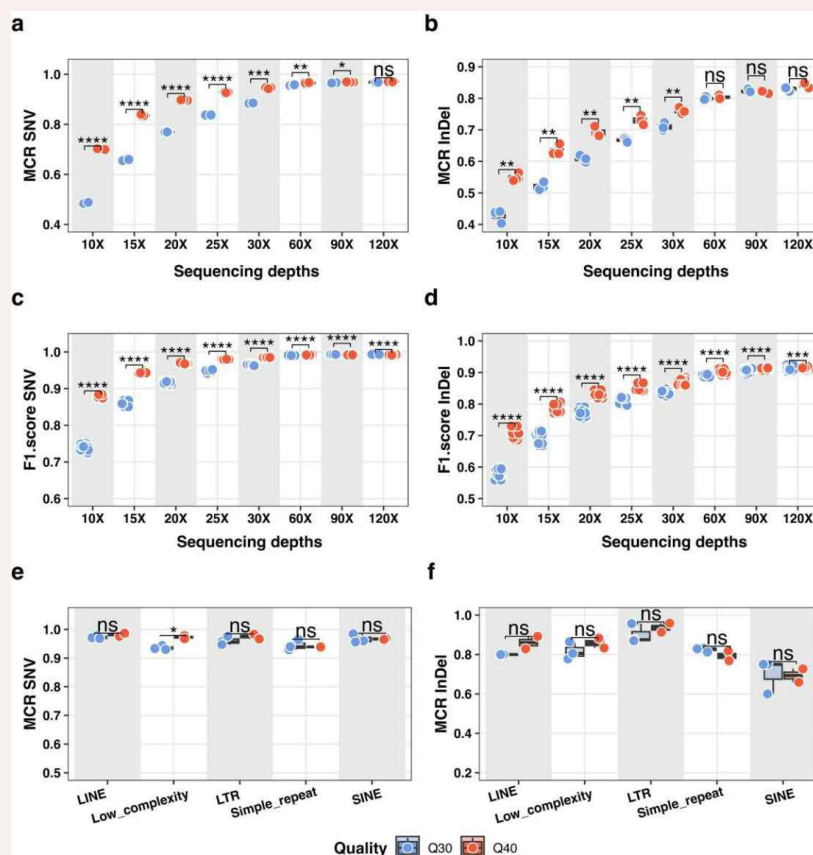 a
b
****
****
****
****
***
**
*
ns
MCR SNV
1.0
0.8
0.6
0.4
10X
15X
20X
25X
30X
60X
90X
120X
Sequencing depths
**
**
**
**
**
ns
ns
ns
MCR InDel
0.9
0.8
0.7
0.6
0.5
0.4
10X
15X
20X
25X
30X
60X
90X
120X
Sequencing depths
c
d
****
****
****
****
****
****
****
****
F1.score SNV
1.0
0.9
0.8
0.7
0.6
10X
15X
20X
25X
30X
60X
90X
120X
Sequencing depths
****
****
****
****
****
****
****
***
F1.score InDel
1.0
0.9
0.8
0.7
0.6
0.5
10X
15X
20X
25X
30X
60X
90X
120X
Sequencing depths
e
f
ns
*
ns
ns
ns
MCR SNV
1.0
0.9
0.8
0.7
0.6
0.5
LINE
Low_complexity
LTR
Simple_repeat
SINE
ns
ns
ns
ns
ns
MCR InDel
1.0
0.8
0.6
0.4
0.2
LINE
Low_complexity
LTR
Simple_repeat
SINE
Quality Q30 Q40